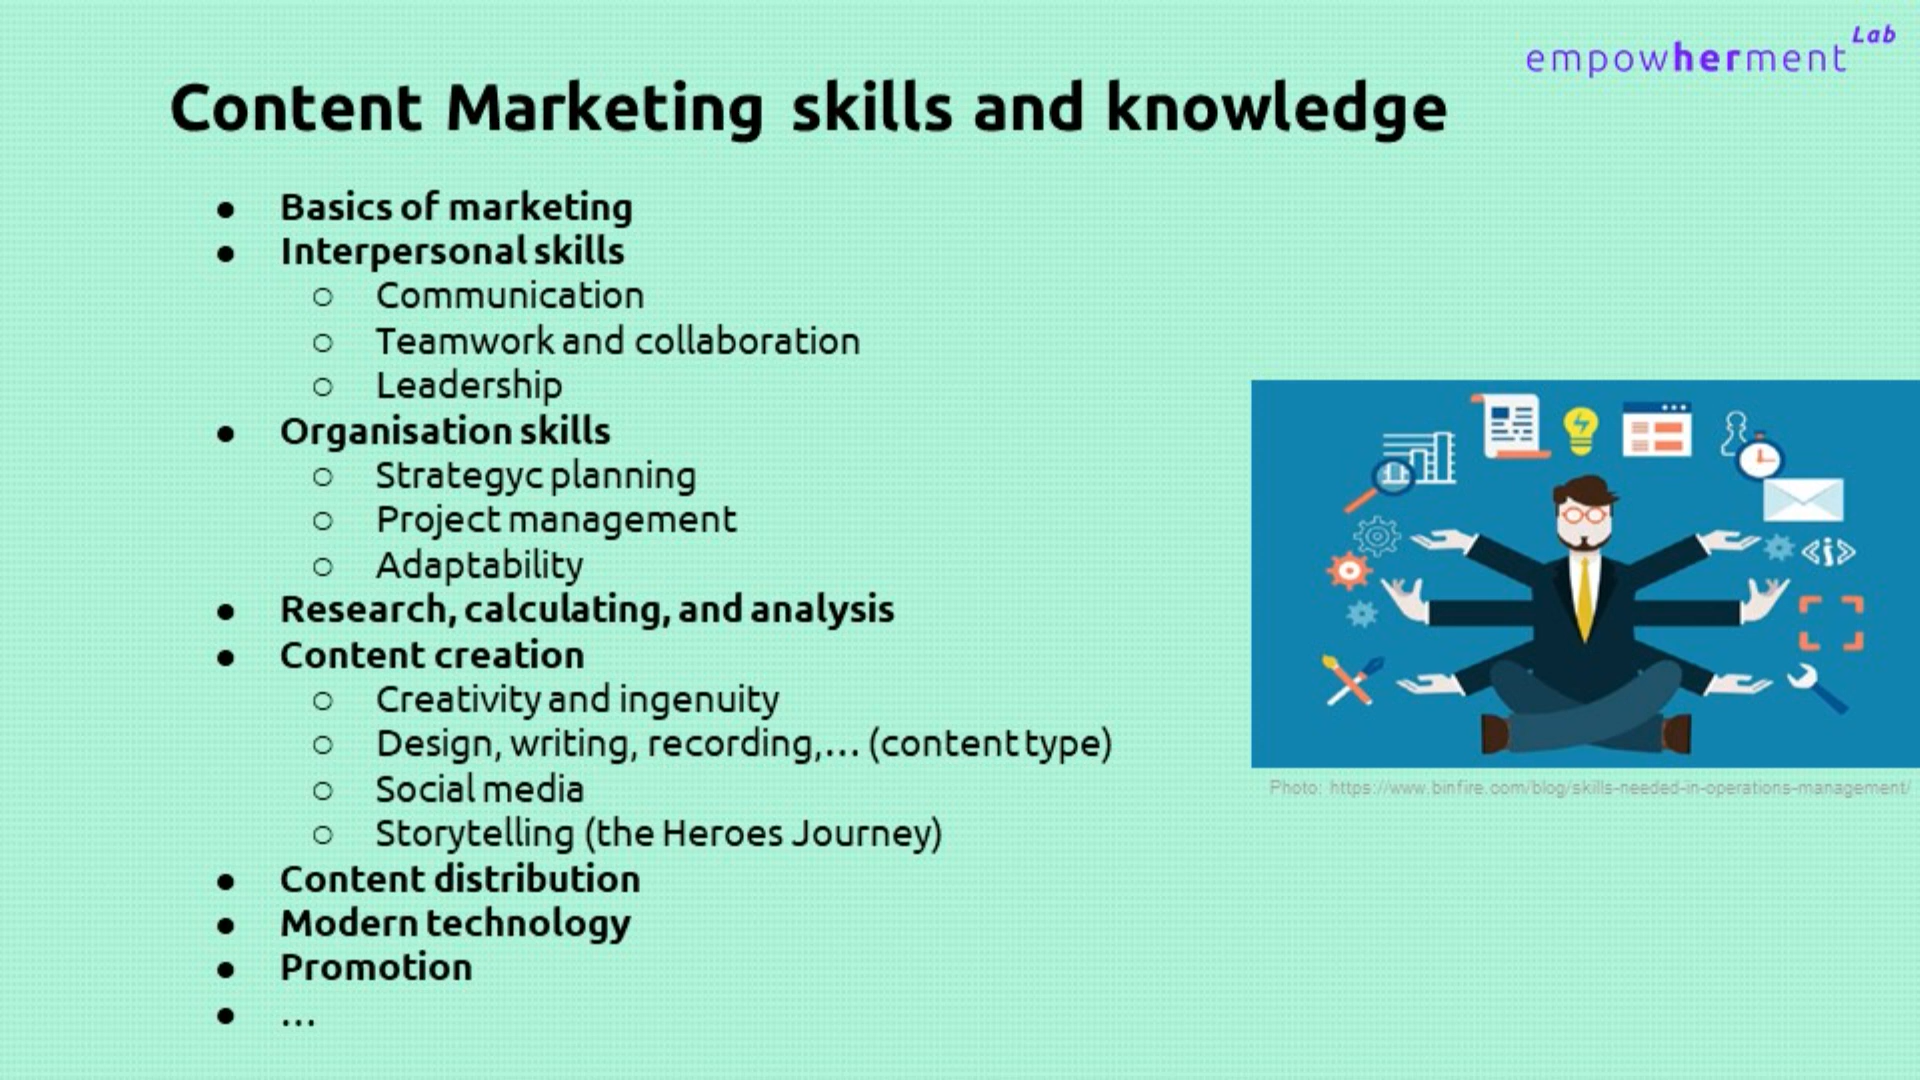 empowherment Lab
Content Marketing skills and knowledge
● Basics of marketing
● Interpersonal skills
○ Communication
○ Teamwork and collaboration
○ Leadership
● Organisation skills
○ Strategyc planning
○ Project management
○ Adaptability
● Research, calculating, and analysis
● Content creation
○ Creativity and ingenuity
○ Design, writing, recording,... (content type)
○ Social media
○ Storytelling (the Heroes Journey)
● Content distribution
● Modern technology
● Promotion
● ...
<i>
Photo: https://www.binfire.com/blog/skills-needed-in-operations-management/